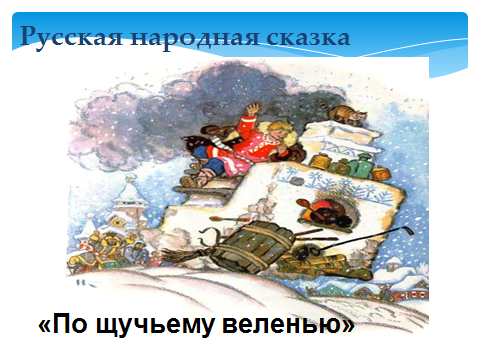 Русская народная сказка
«По щучьему веленью»